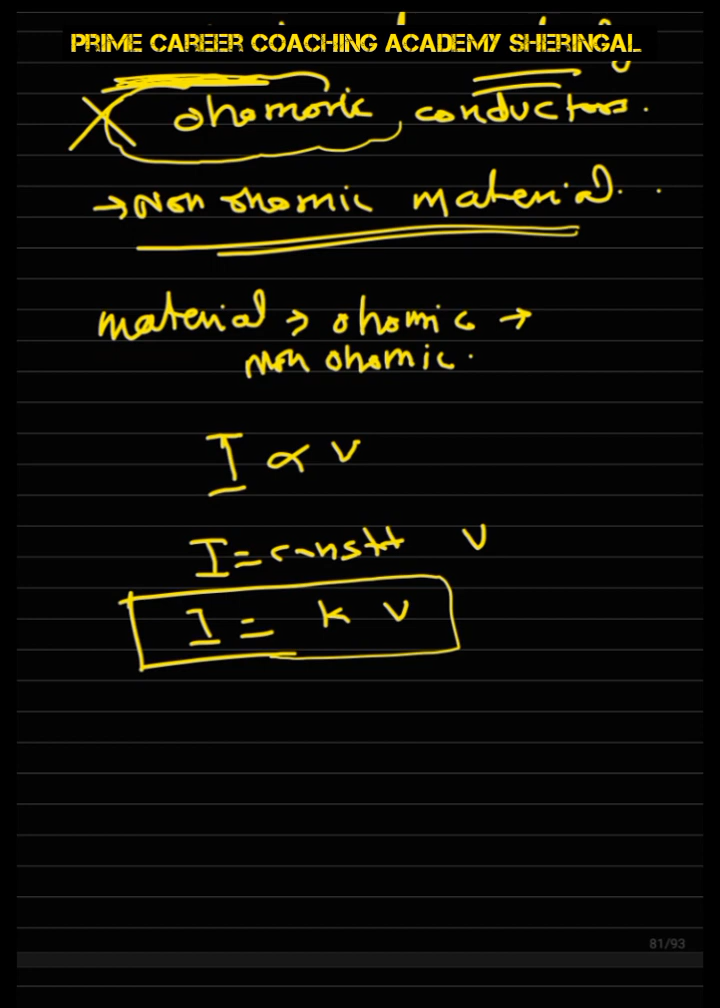 PRIME CAREER COACHING ACADEMY SHERINGAL
ohomoric conductors.
→ Non ohomic material.
material → ohomic →
non ohomic.
I ∝ v
I = constt v
I = k v
81/93